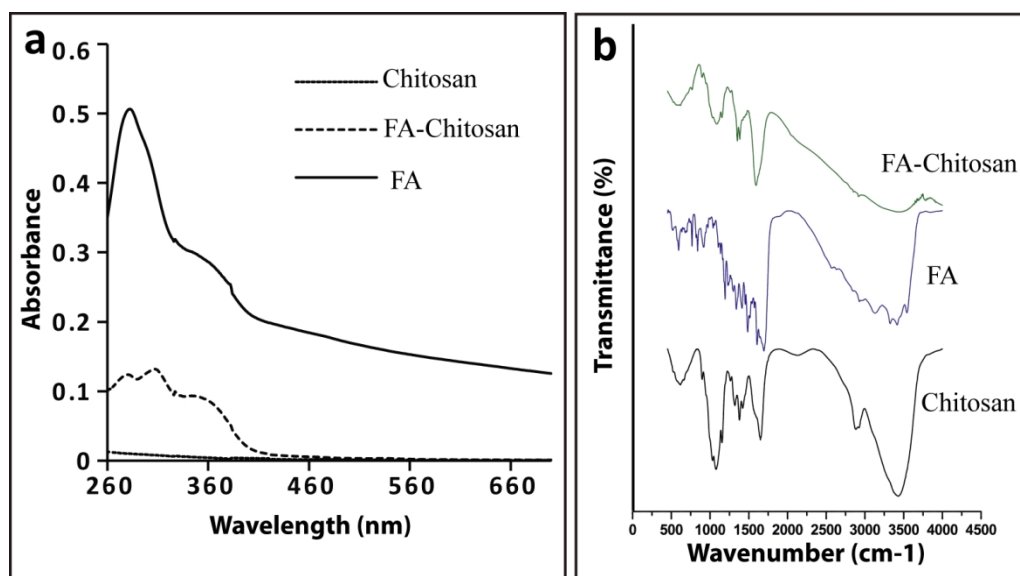 a
0.6
0.5
0.4
0.3
0.2
0.1
0
Absorbance
Chitosan
FA-Chitosan
FA
260 360 460 560 660
Wavelength (nm)
b
Transmittance (%)
FA-Chitosan
FA
Chitosan
0 500 1000 1500 2000 2500 3000 3500 4000 4500
Wavenumber (cm-1)